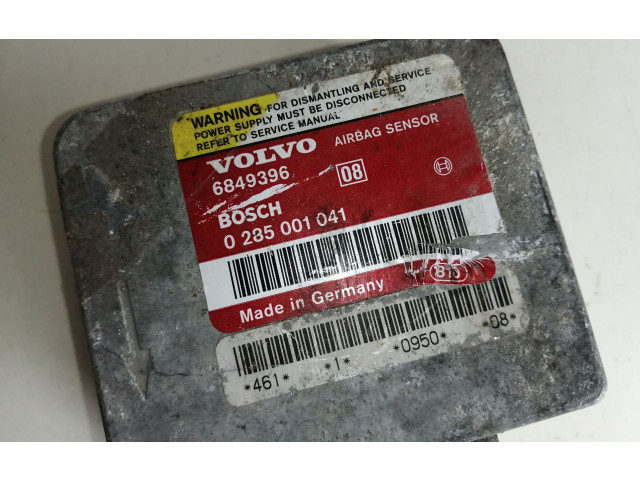 WARNING FOR DISMANTLING AND SERVICE
POWER SUPPLY MUST BE DISCONNECTED
REFER TO SERVICE MANUAL
VOLVO AIRBAG SENSOR
6849396 08
BOSCH
0 285 001 041
Made in Germany
*461* *1* *0950* *08*